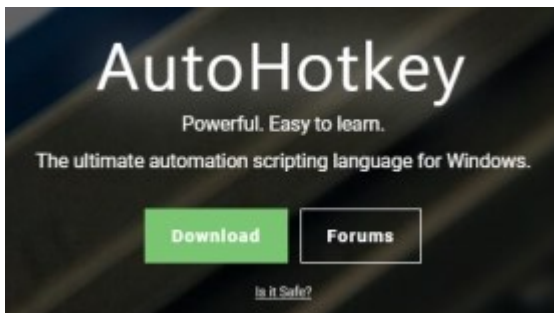 AutoHotkey
Powerful. Easy to learn.
The ultimate automation scripting language for Windows.
Download Forums
Is it Safe?